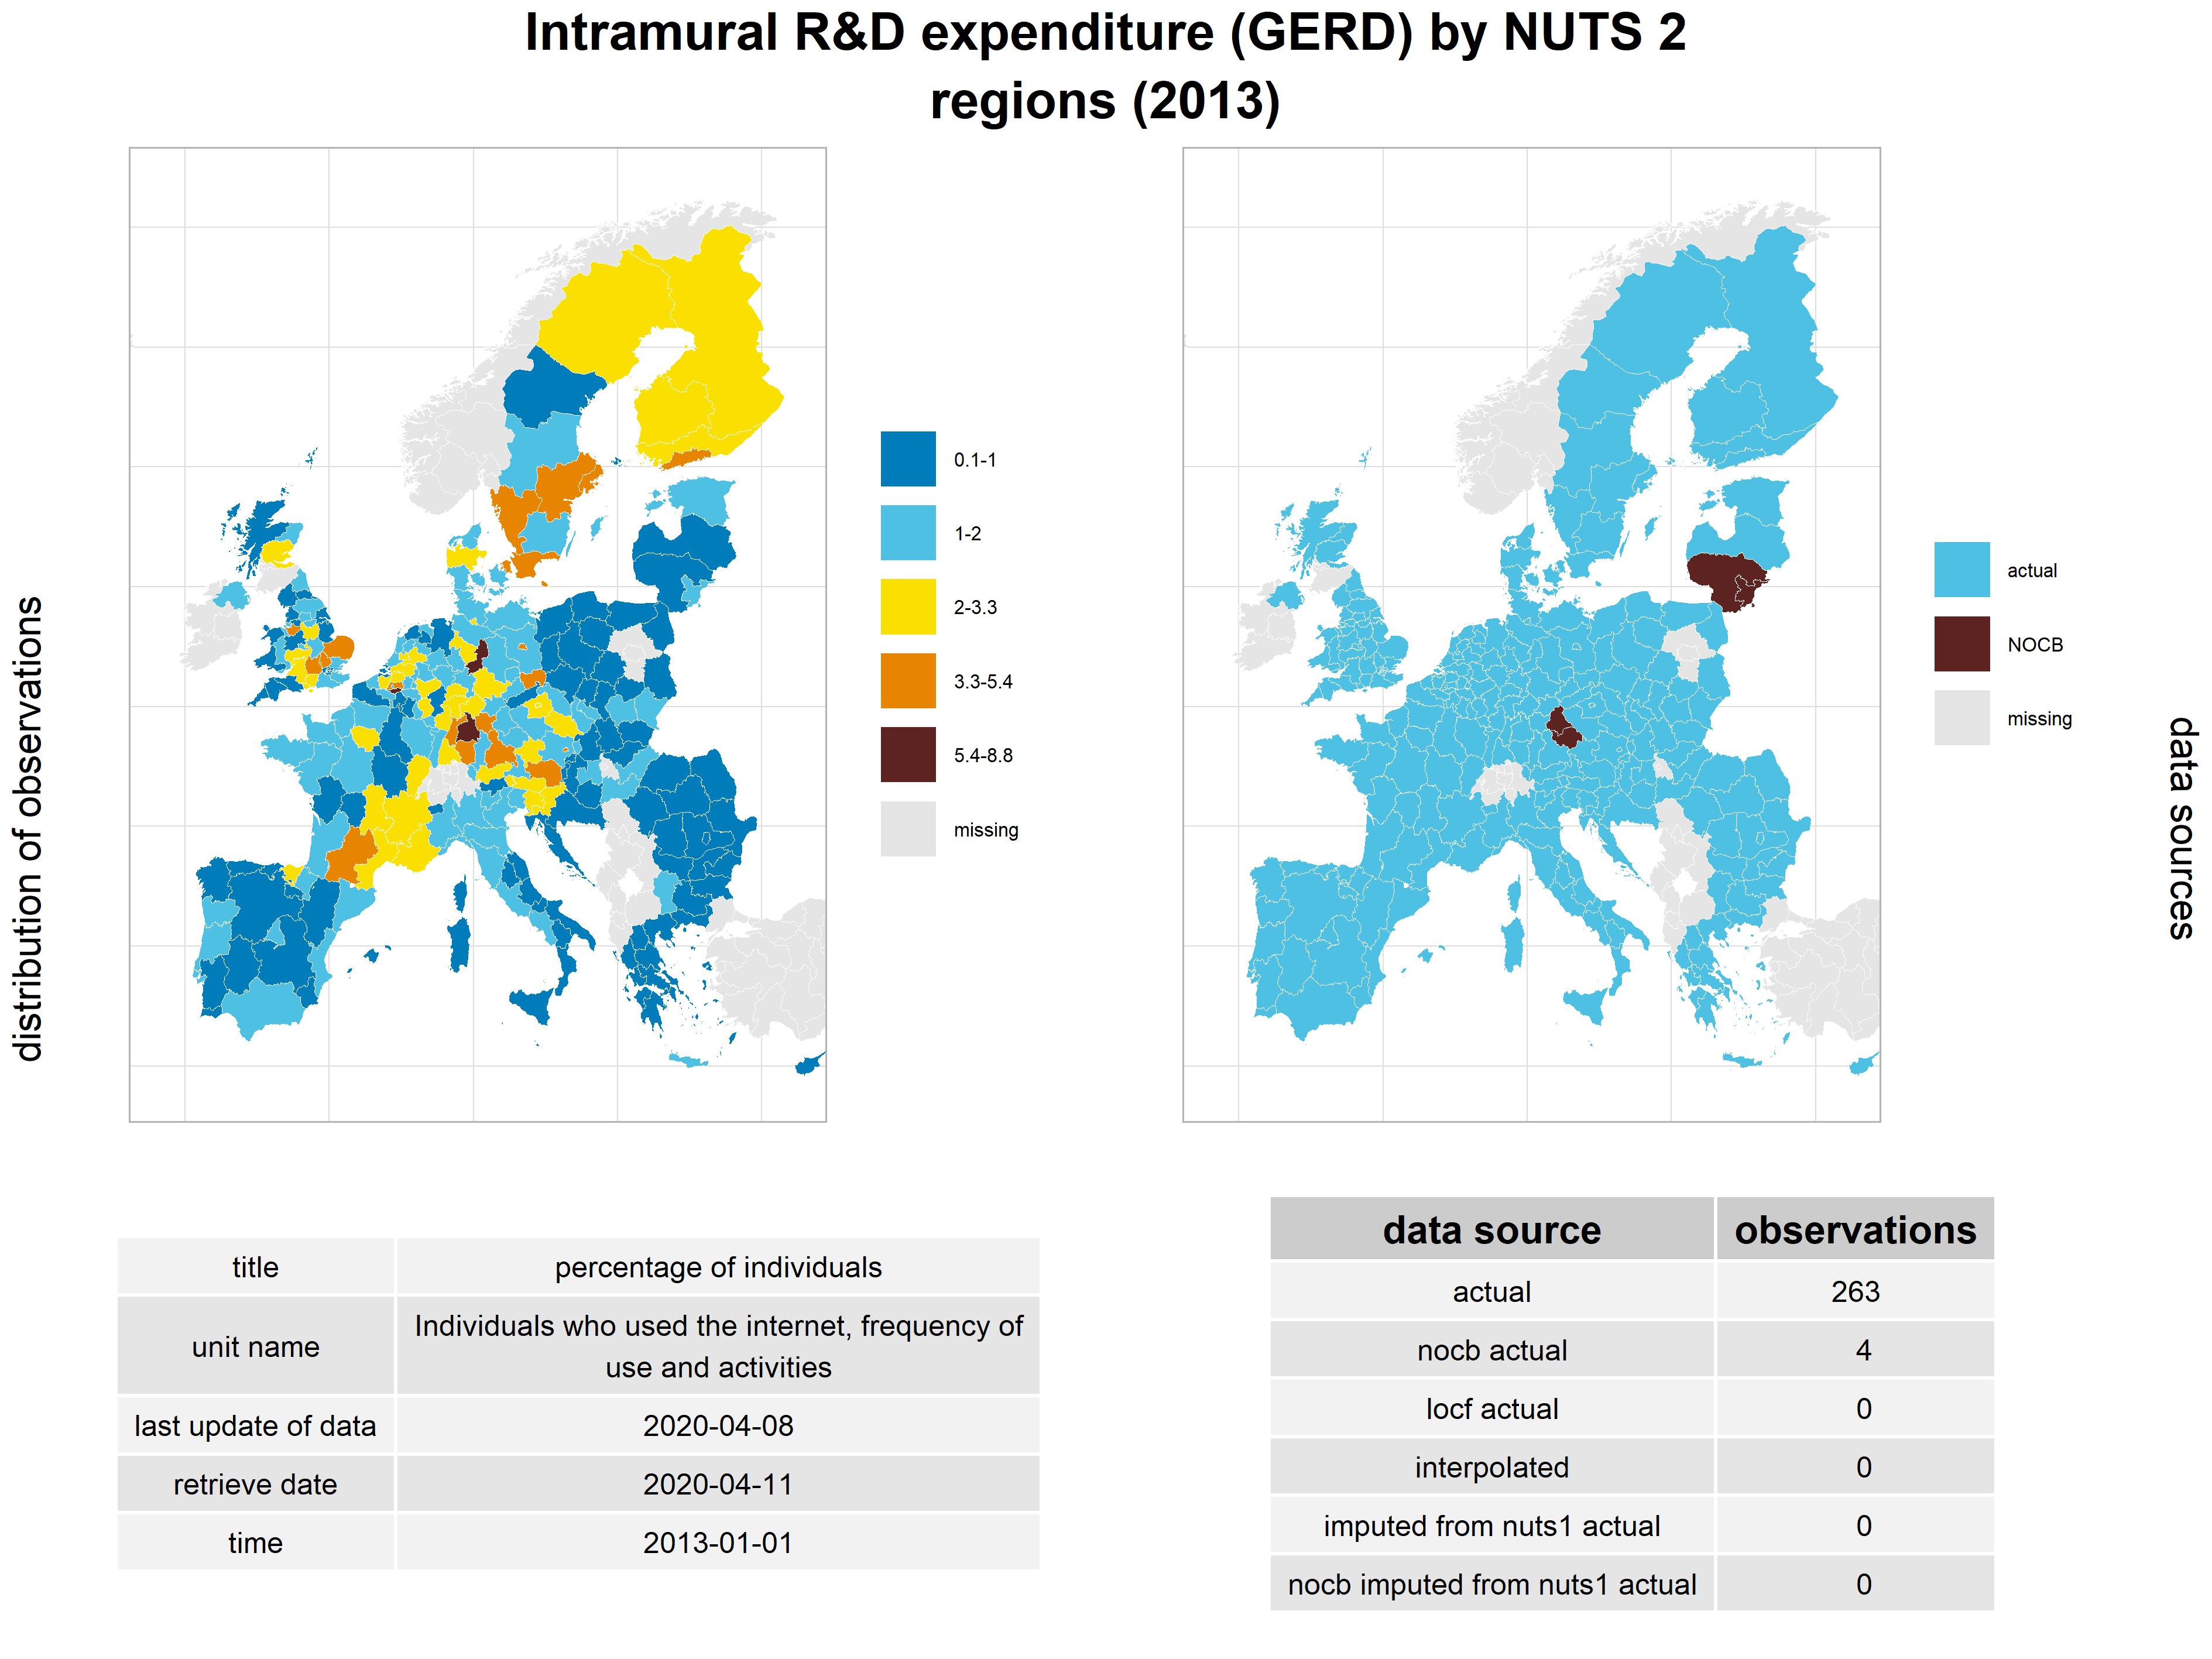 Intramural R&D expenditure (GERD) by NUTS 2
regions (2013)
distribution of observations
0.1-1
1-2
2-3.3
3.3-5.4
5.4-8.8
missing
actual
NOCB
missing
data sources
title percentage of individuals
unit name Individuals who used the internet, frequency of
use and activities
last update of data 2020-04-08
retrieve date 2020-04-11
time 2013-01-01
data source observations
actual 263
nocb actual 4
locf actual 0
interpolated 0
imputed from nuts1 actual 0
nocb imputed from nuts1 actual 0